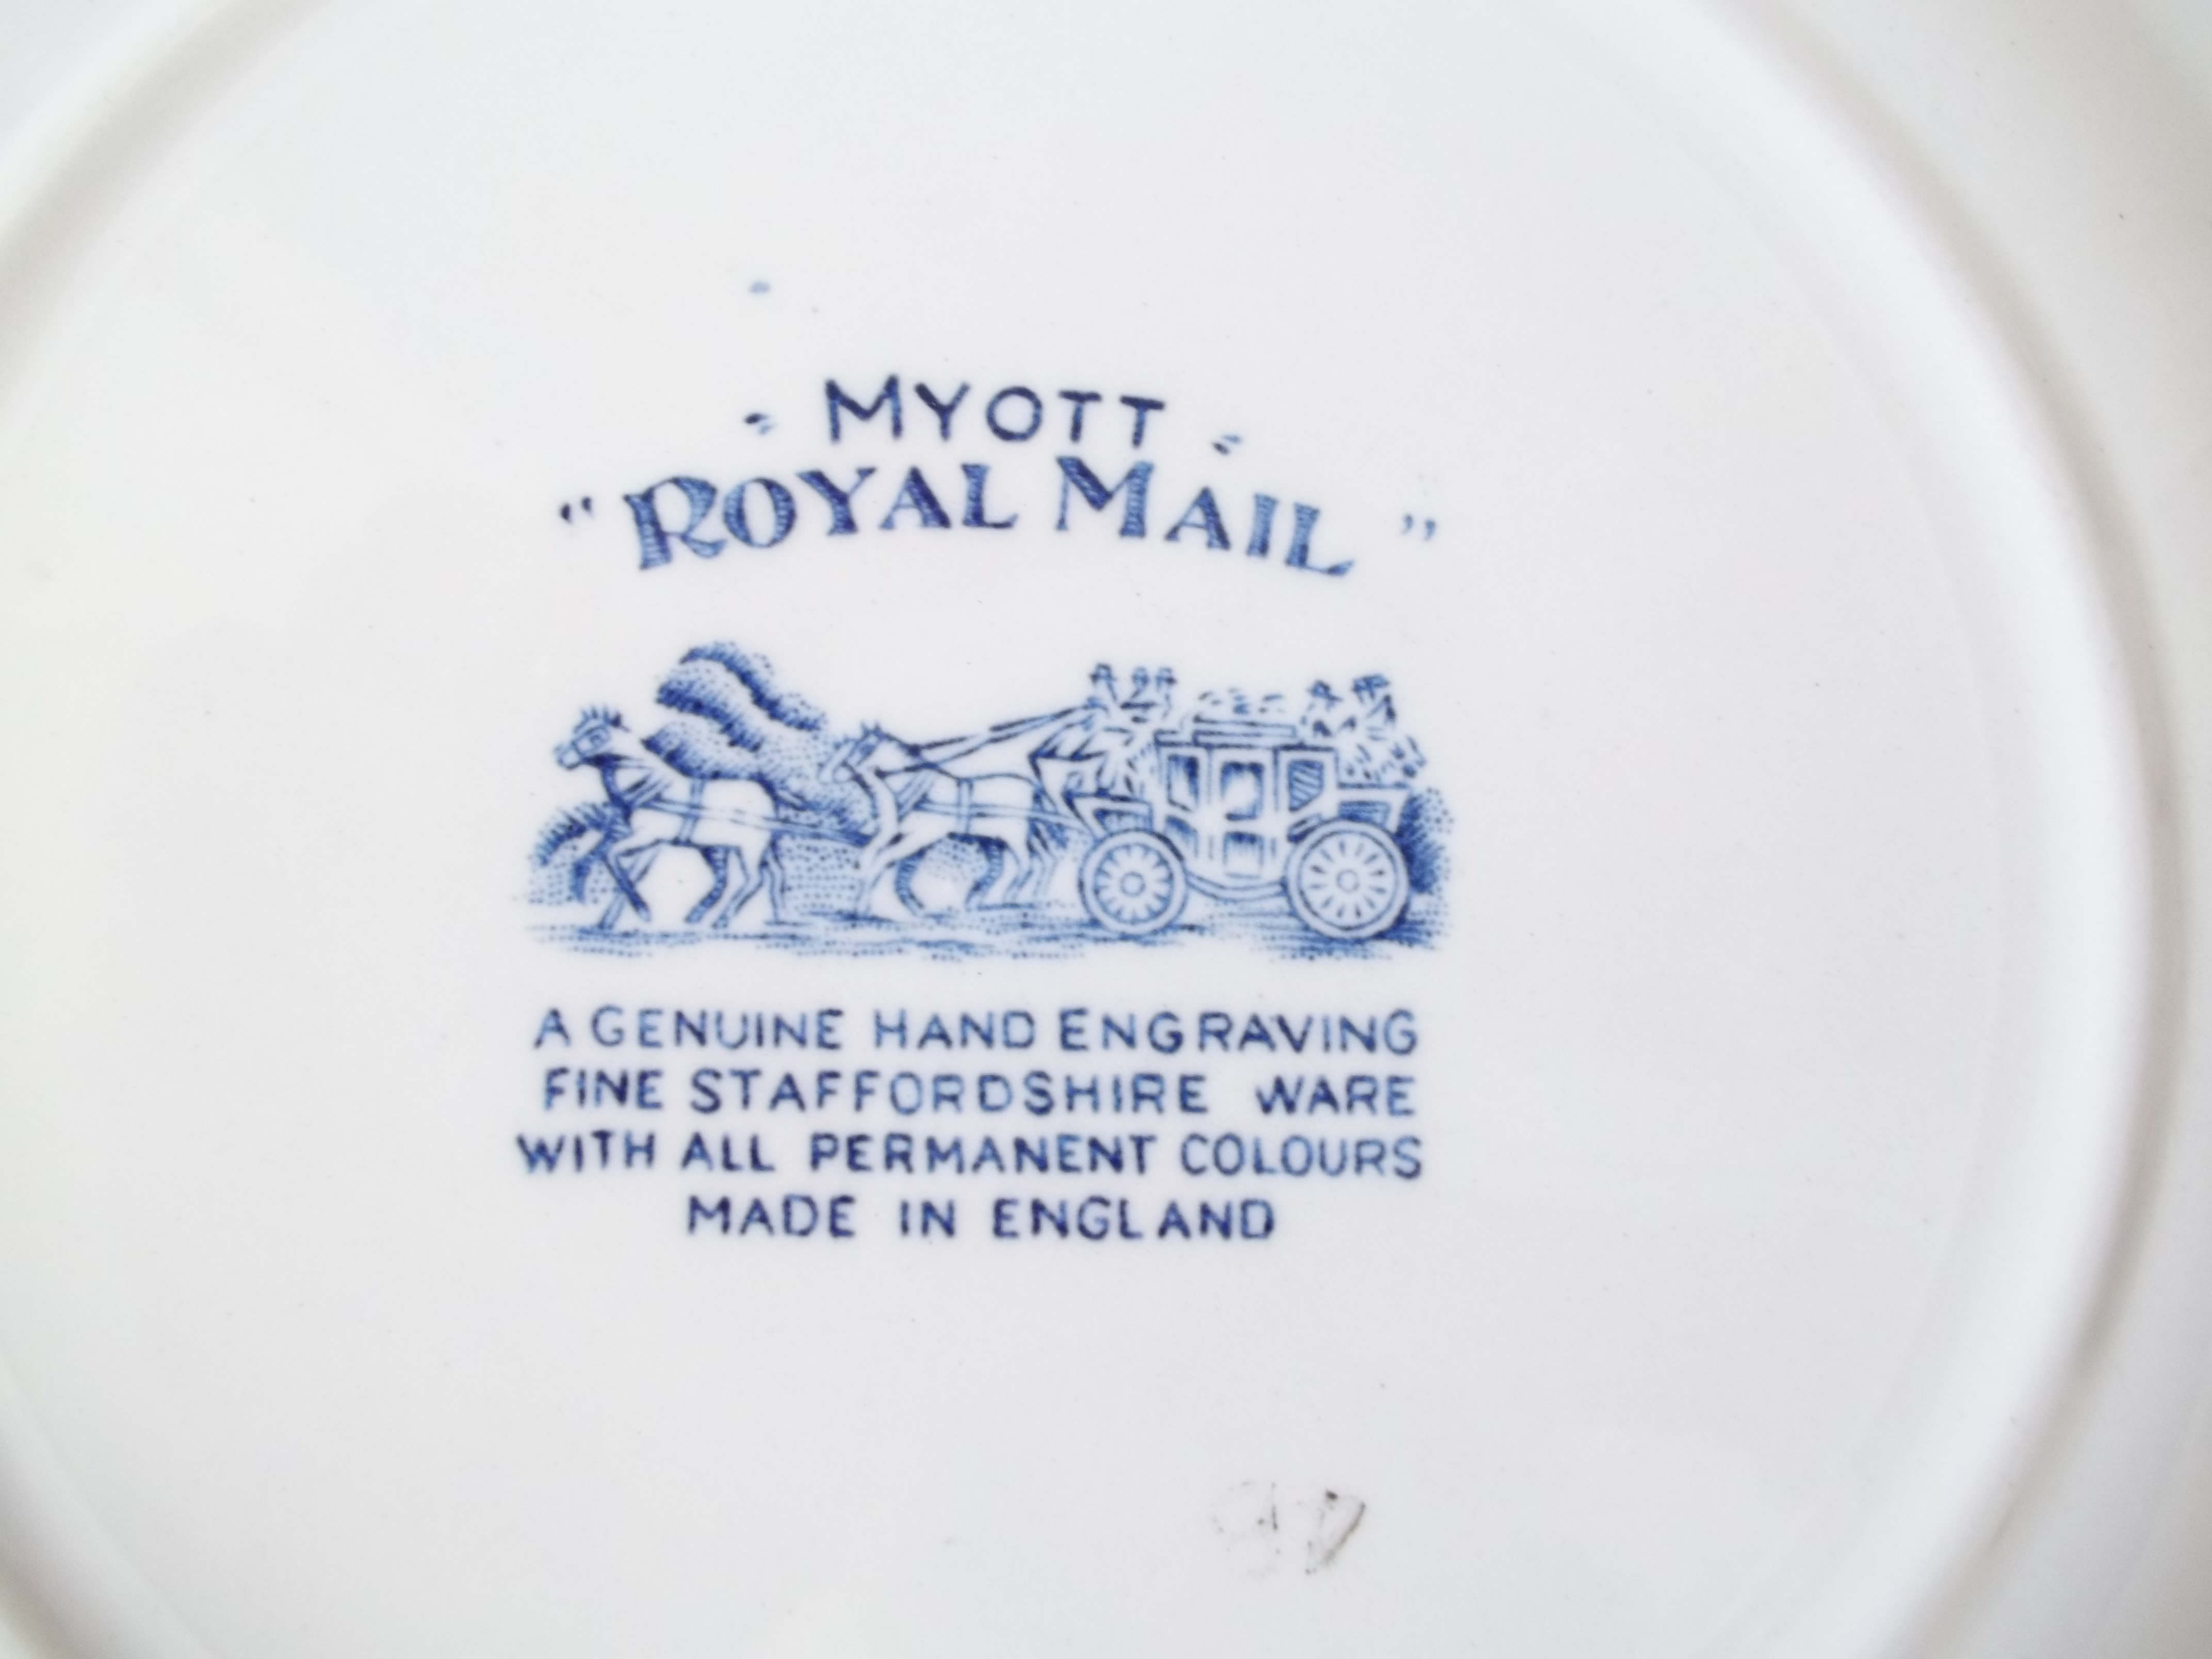 MYOTT
"ROYAL MAIL"
A GENUINE HAND ENGRAVING
FINE STAFFORDSHIRE WARE
WITH ALL PERMANENT COLOURS
MADE IN ENGLAND